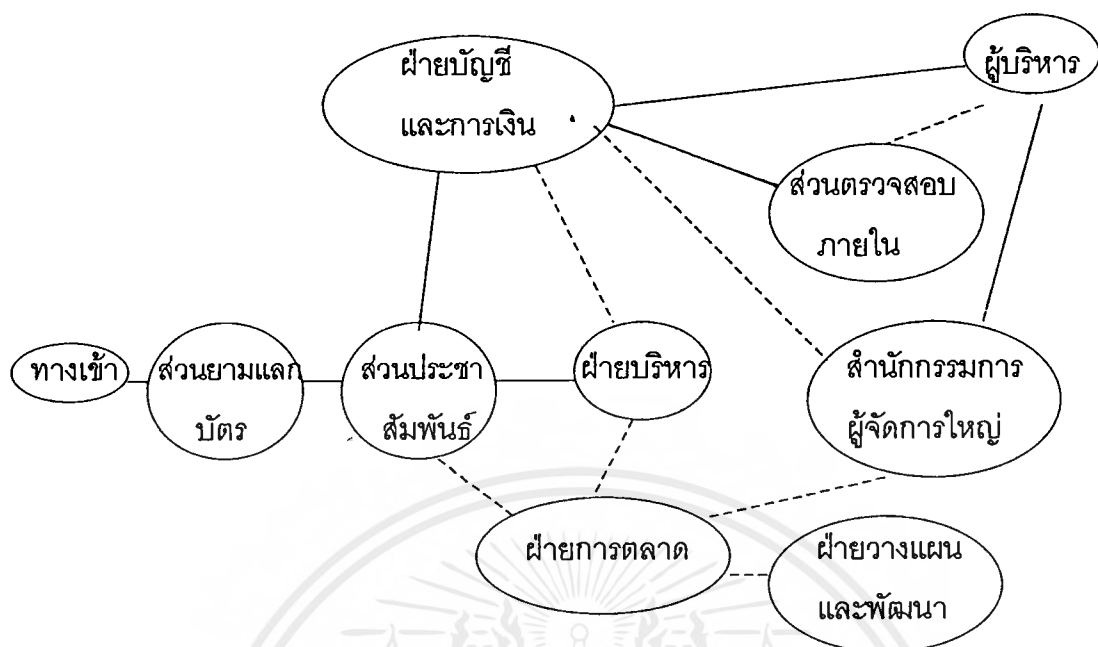 ฝ่ายบัญชี
และการเงิน
ผู้บริหาร
ส่วนตรวจสอบ
ภายใน
ทางเข้า
ส่วนยามแลก
บัตร
ส่วนประชา
สัมพันธ์
ฝ่ายบริหาร
สำนักกรรมการ
ผู้จัดการใหญ่
ฝ่ายการตลาด
ฝ่ายวางแผน
และพัฒนา